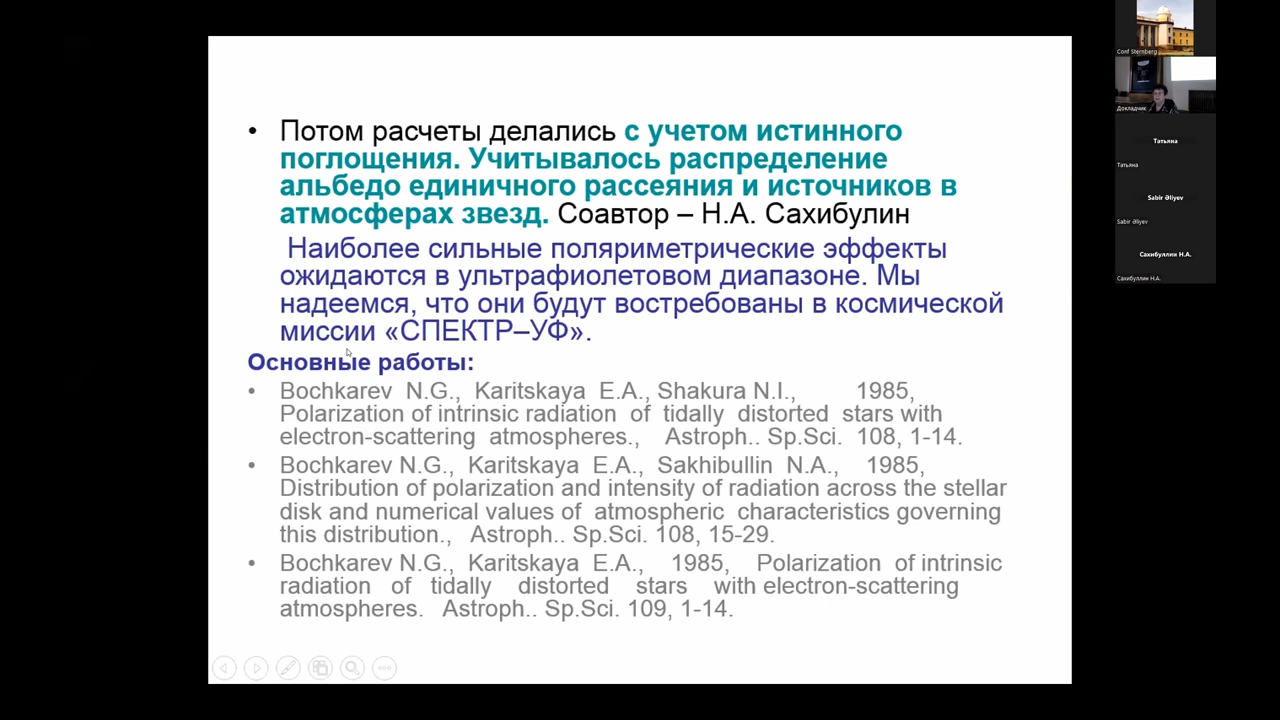 • Потом расчеты делались с учетом истинного
поглощения. Учитывалось распределение
альбедо единичного рассеяния и источников в
атмосферах звезд. Соавтор – Н.А. Сахибулин
Наиболее сильные поляриметрические эффекты
ожидаются в ультрафиолетовом диапазоне. Мы
надеемся, что они будут востребованы в космической
миссии «СПЕКТР–УФ».
Основные работы:
• Bochkarev N.G., Karitskaya E.A., Shakura N.I., 1985,
Polarization of intrinsic radiation of tidally distorted stars with
electron-scattering atmospheres., Astroph.. Sp.Sci. 108, 1-14.
• Bochkarev N.G., Karitskaya E.A., Sakhibullin N.A., 1985,
Distribution of polarization and intensity of radiation across the stellar
disk and numerical values of atmospheric characteristics governing
this distribution., Astroph.. Sp.Sci. 108, 15-29.
• Bochkarev N.G., Karitskaya E.A., 1985, Polarization of intrinsic
radiation of tidally distorted stars with electron-scattering
atmospheres. Astroph.. Sp.Sci. 109, 1-14.
Conf Sternberg
Докладчик
Татьяна
Татьяна
Sabir Əliyev
Sabir Əliyev
Сахибуллин Н.А.
Сахибуллин Н.А.